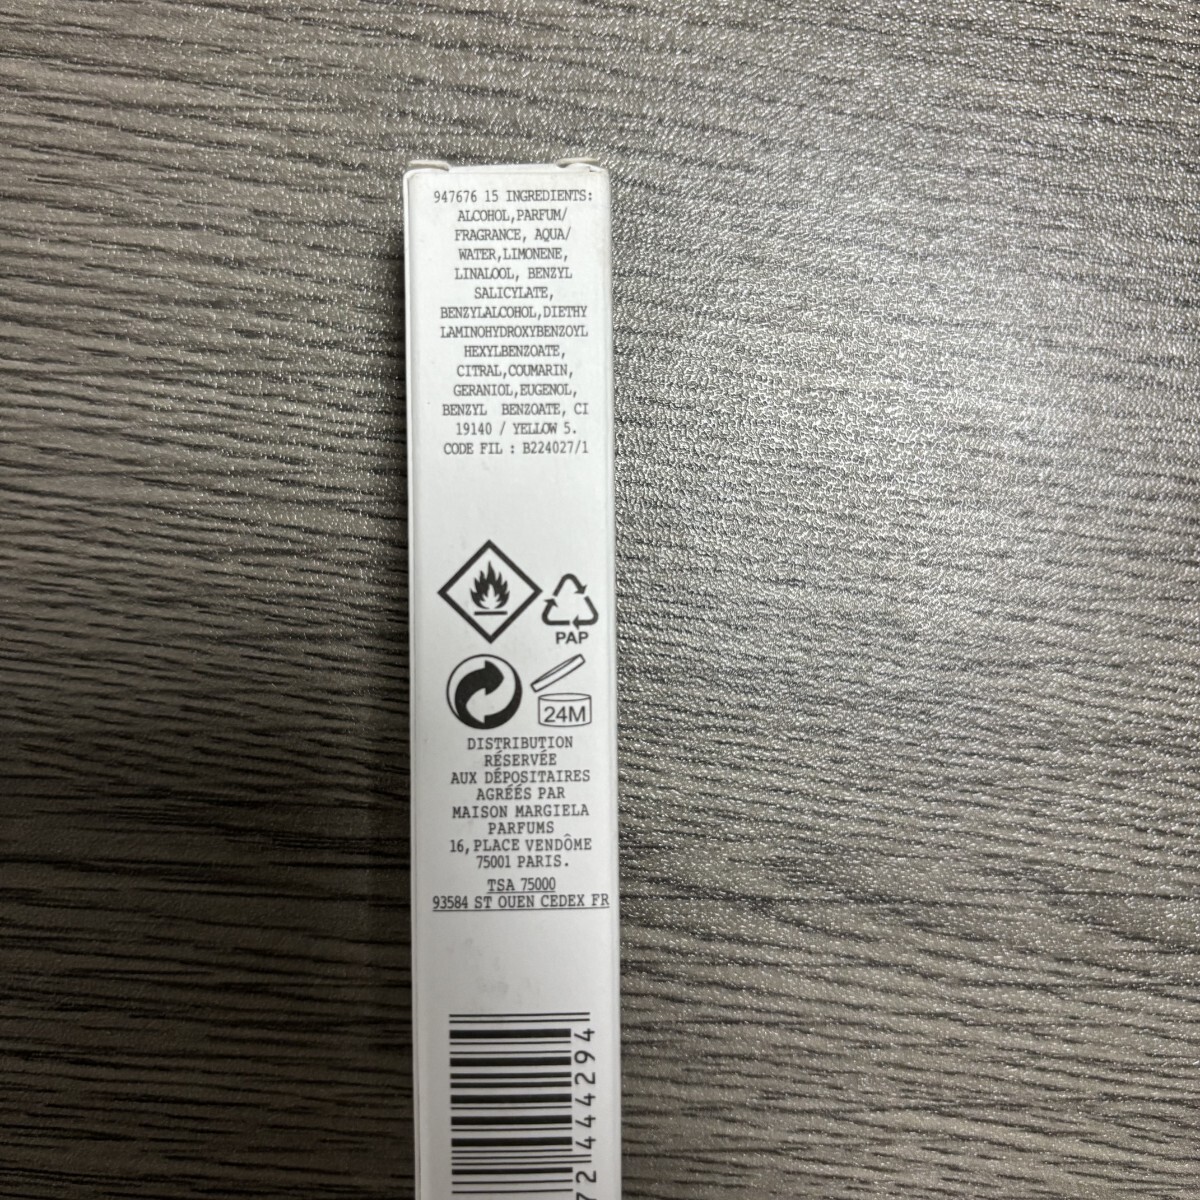 947676 15 INGREDIENTS:
ALCOHOL,PARFUM/
FRAGRANCE, AQUA/
WATER,LIMONENE,
LINALOOL, BENZYL
SALICYLATE,
BENZYLALCOHOL,DIETHY
LAMINOHYDROXYBENZOYL
HEXYLBENZOATE,
CITRAL,COUMARIN,
GERANIOL,EUGENOL,
BENZYL BENZOATE, CI
19140 / YELLOW 5.
CODE FIL : B224027/1
PAP
24M
DISTRIBUTION
RÉSERVÉE
AUX DÉPOSITAIRES
AGRÉÉS PAR
MAISON MARGIELA
PARFUMS
16,PLACE VENDÔME
75001 PARIS.
TSA 75000
93584 ST OUEN CEDEX FR
72 444294